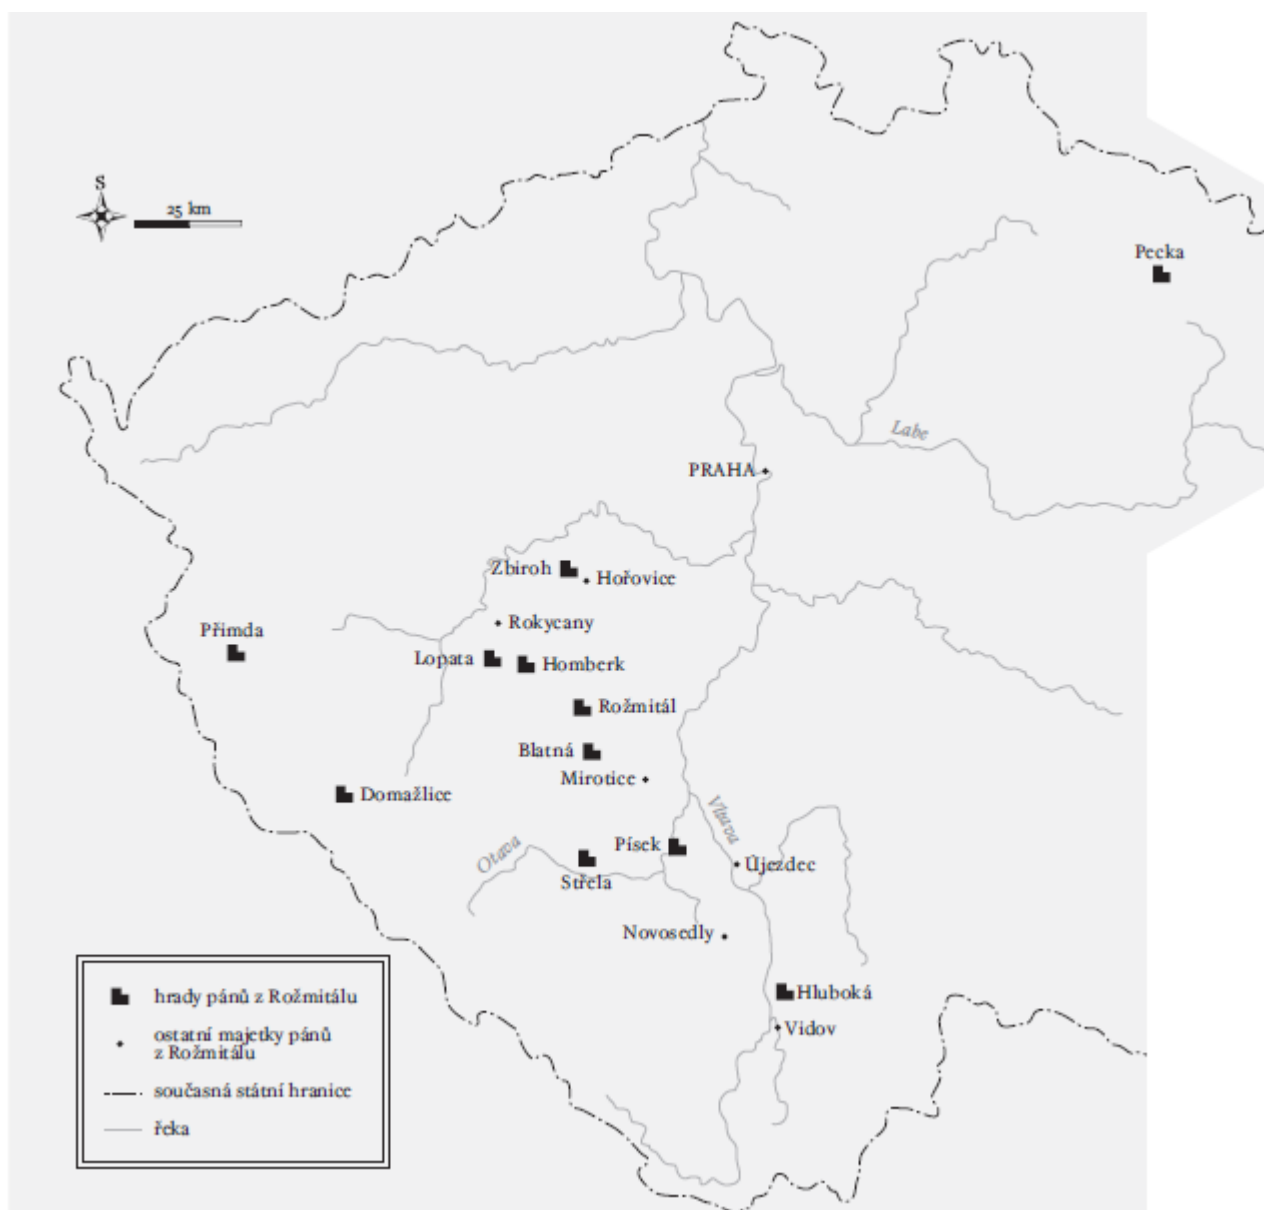 S
25 km
Pecka
Labe
PRAHA
Zbiroh
Hořovice
Rokycany
Přimda
Lopata
Homberk
Rožmitál
Blatná
Mirotice
Domažlice
Vltava
Písek
Otava
Újezdec
Střela
Novosedly
Hluboká
Vidov
hrady pánů z Rožmitálu
ostatní majetky pánů
z Rožmitálu
současná státní hranice
řeka